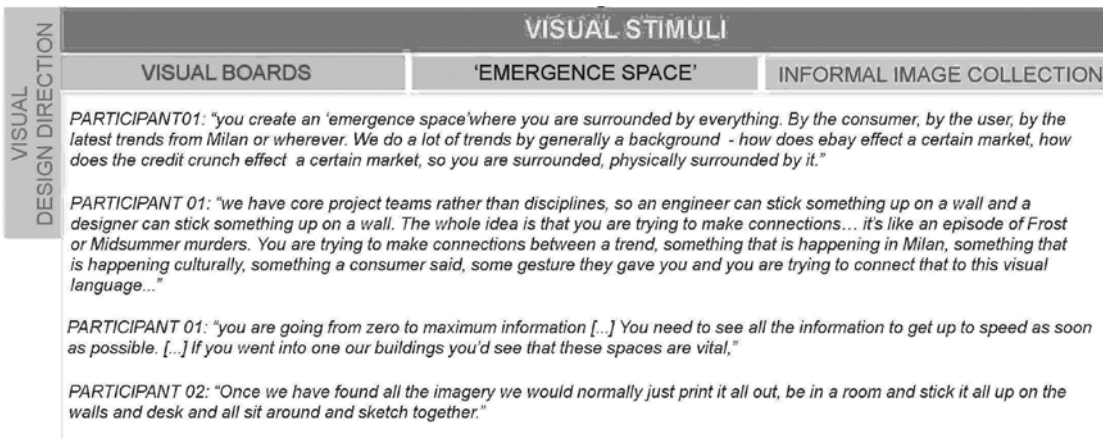 VISUAL
DESIGN DIRECTION
VISUAL STIMULI
VISUAL BOARDS
'EMERGENCE SPACE'
INFORMAL IMAGE COLLECTION
PARTICIPANT01: "you create an 'emergence space'where you are surrounded by everything. By the consumer, by the user, by the
latest trends from Milan or wherever. We do a lot of trends by generally a background - how does ebay effect a certain market, how
does the credit crunch effect a certain market, so you are surrounded, physically surrounded by it."
PARTICIPANT 01: "we have core project teams rather than disciplines, so an engineer can stick something up on a wall and a
designer can stick something up on a wall. The whole idea is that you are trying to make connections… it's like an episode of Frost
or Midsummer murders. You are trying to make connections between a trend, something that is happening in Milan, something that
is happening culturally, something a consumer said, some gesture they gave you and you are trying to connect that to this visual
language..."
PARTICIPANT 01: "you are going from zero to maximum information [...] You need to see all the information to get up to speed as soon
as possible. [...] If you went into one our buildings you'd see that these spaces are vital,"
PARTICIPANT 02: "Once we have found all the imagery we would normally just print it all out, be in a room and stick it all up on the
walls and desk and all sit around and sketch together."